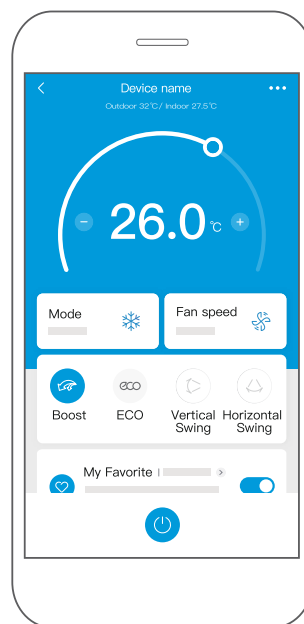 Device name
Outdoor 32℃/ Indoor 27.5℃
26.0 ℃
Mode
Fan speed
eco
Boost
ECO
Vertical Swing
Horizontal Swing
My Favorite |